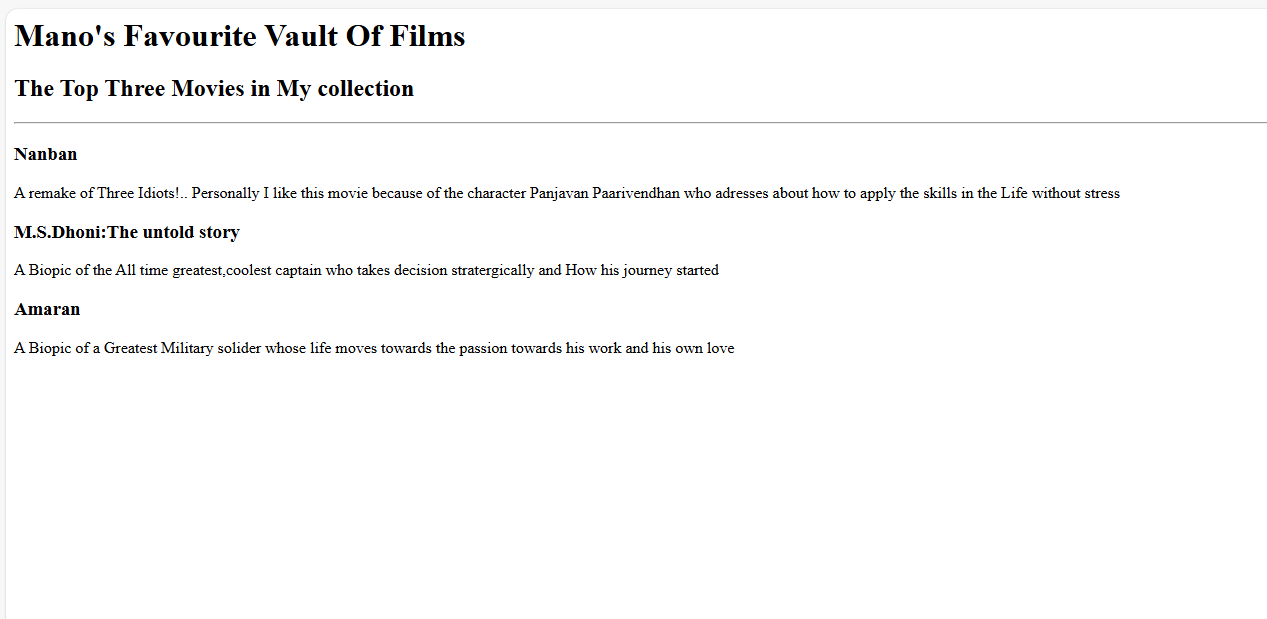 Mano's Favourite Vault Of Films
The Top Three Movies in My collection
Nanban
A remake of Three Idiots!.. Personally I like this movie because of the character Panjavan Paarivendhan who adresses about how to apply the skills in the Life without stress
M.S.Dhoni:The untold story
A Biopic of the All time greatest,coolest captain who takes decision stratergically and How his journey started
Amaran
A Biopic of a Greatest Military solider whose life moves towards the passion towards his work and his own love